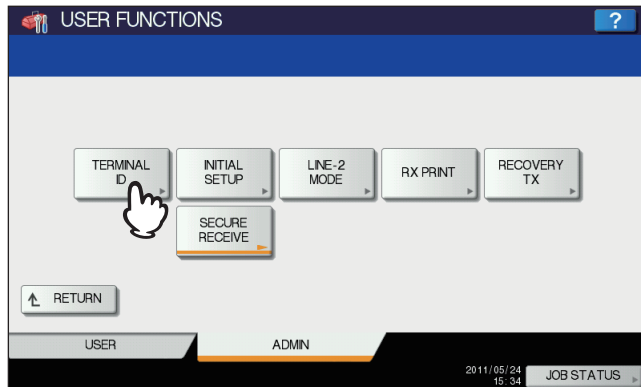 USER FUNCTIONS
?
TERMINAL
ID
INITIAL
SETUP
LINE-2
MODE
RX PRINT
RECOVERY
TX
SECURE
RECEIVE
RETURN
USER
ADMIN
2011/05/24
15:34
JOB STATUS